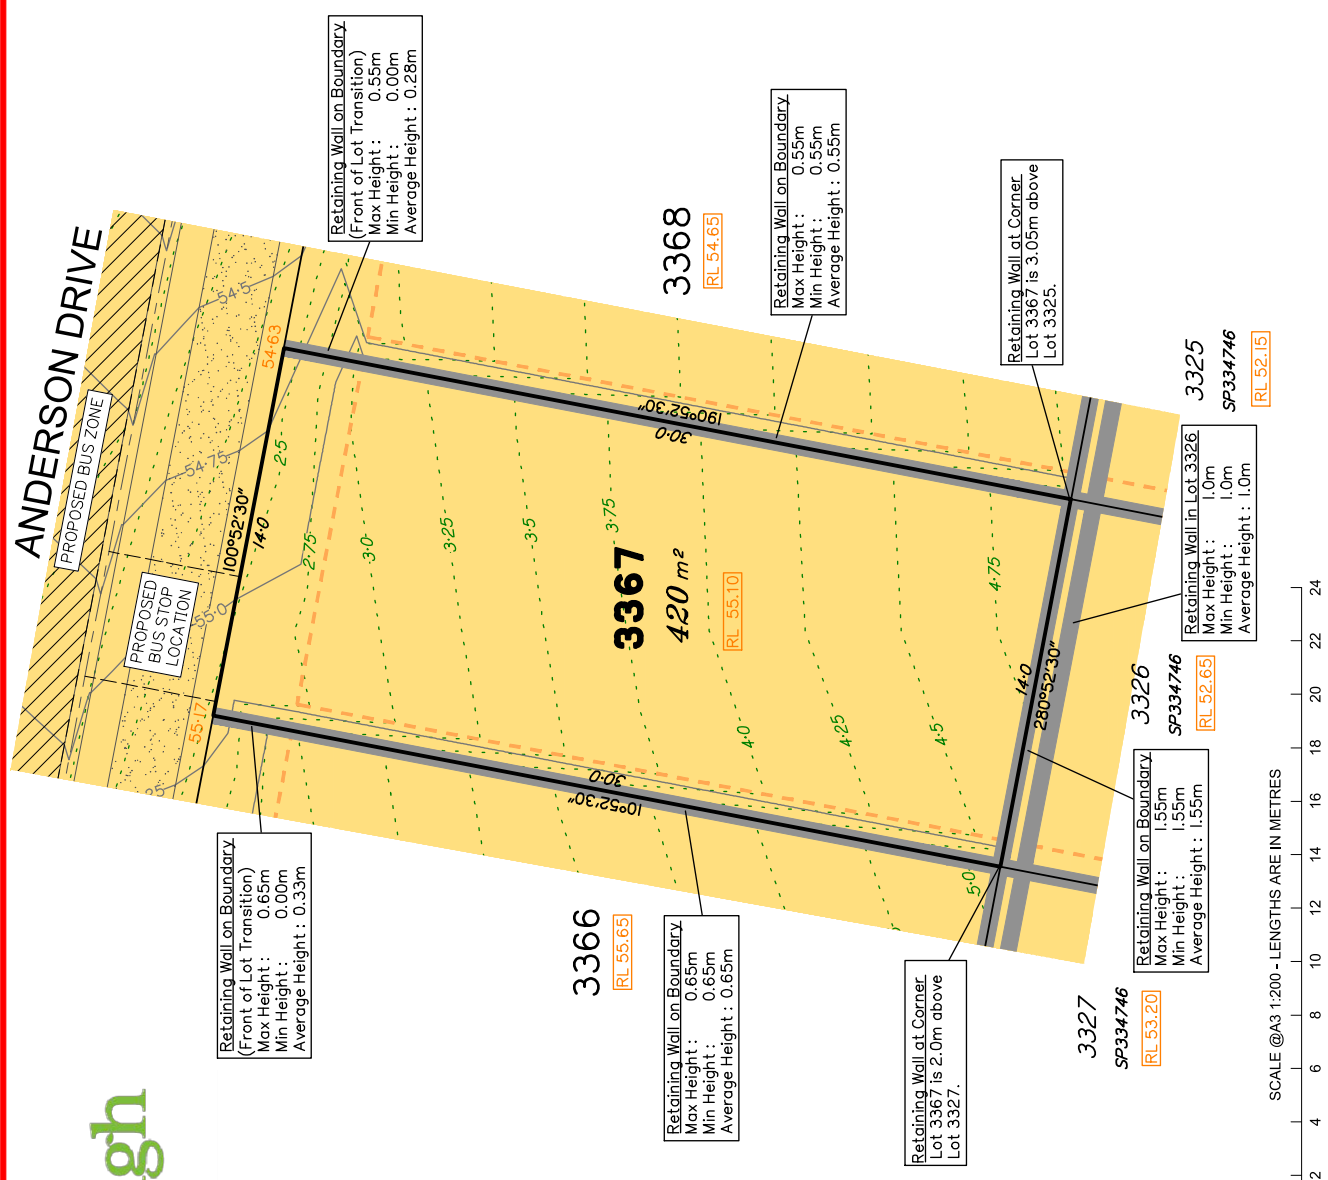 ANDERSON DRIVE
PROPOSED BUS ZONE
PROPOSED
BUS STOP
LOCATION
Retaining Wall on Boundary
(Front of Lot Transition)
Max Height : 0.55m
Min Height : 0.00m
Average Height : 0.28m
54·5
54·63
54·75
55·0
55·17
100°52'30"
14·0
2·5
2·75
3·0
3·25
3·5
3·75
4·0
4·25
4·5
4·75
5·0
3368
RL 54.65
Retaining Wall on Boundary
Max Height : 0.55m
Min Height : 0.55m
Average Height : 0.55m
190°52'30"
30·0
3367
420 m²
RL 55.10
Retaining Wall on Boundary
(Front of Lot Transition)
Max Height : 0.65m
Min Height : 0.00m
Average Height : 0.33m
10°52'30"
30·0
3366
RL 55.65
Retaining Wall on Boundary
Max Height : 0.65m
Min Height : 0.65m
Average Height : 0.65m
Retaining Wall at Corner
Lot 3367 is 3.05m above
Lot 3325.
3325
SP334746
RL 52.15
Retaining Wall in Lot 3326
Max Height : 1.0m
Min Height : 1.0m
Average Height : 1.0m
14·0
280°52'30"
3326
SP334746
RL 52.65
Retaining Wall on Boundary
Max Height : 1.55m
Min Height : 1.55m
Average Height : 1.55m
Retaining Wall at Corner
Lot 3367 is 2.0m above
Lot 3327.
3327
SP334746
RL 53.20
SCALE @A3 1:200 - LENGTHS ARE IN METRES
2 4 6 8 10 12 14 16 18 20 22 24